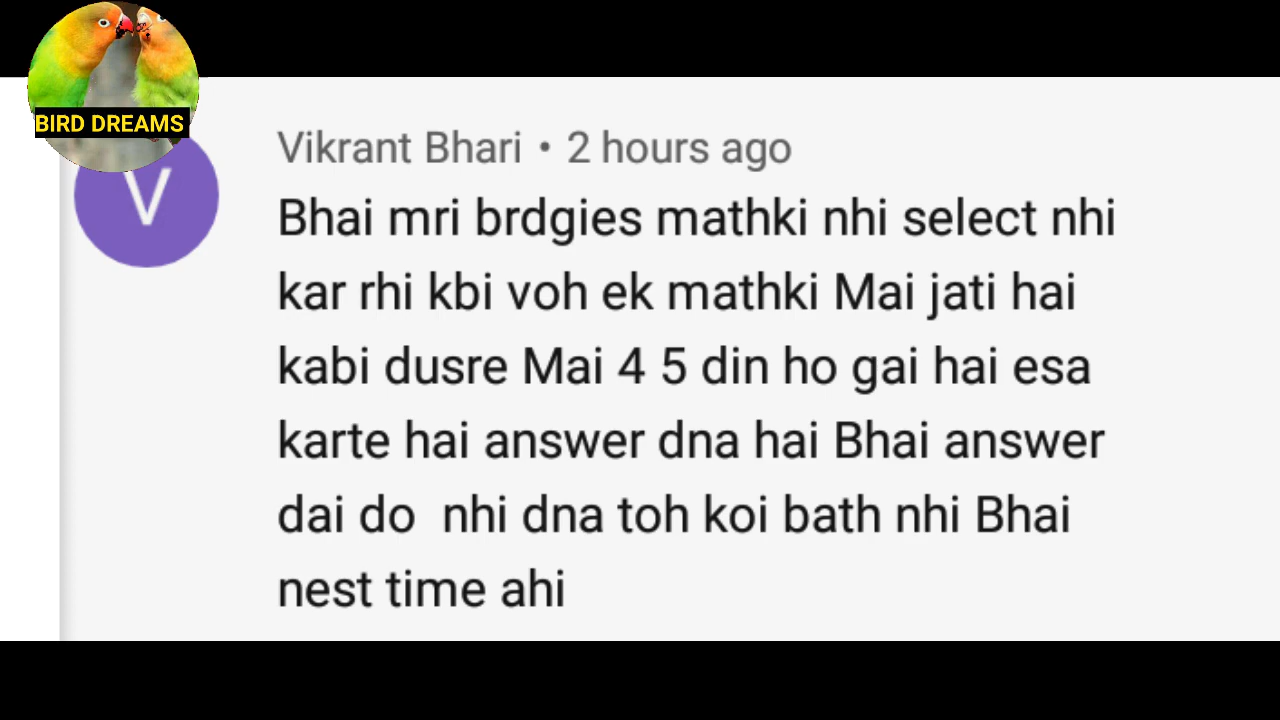 BIRD DREAMS
V
Vikrant Bhari • 2 hours ago
Bhai mri brdgies mathki nhi select nhi
kar rhi kbi voh ek mathki Mai jati hai
kabi dusre Mai 4 5 din ho gai hai esa
karte hai answer dna hai Bhai answer
dai do  nhi dna toh koi bath nhi Bhai
nest time ahi